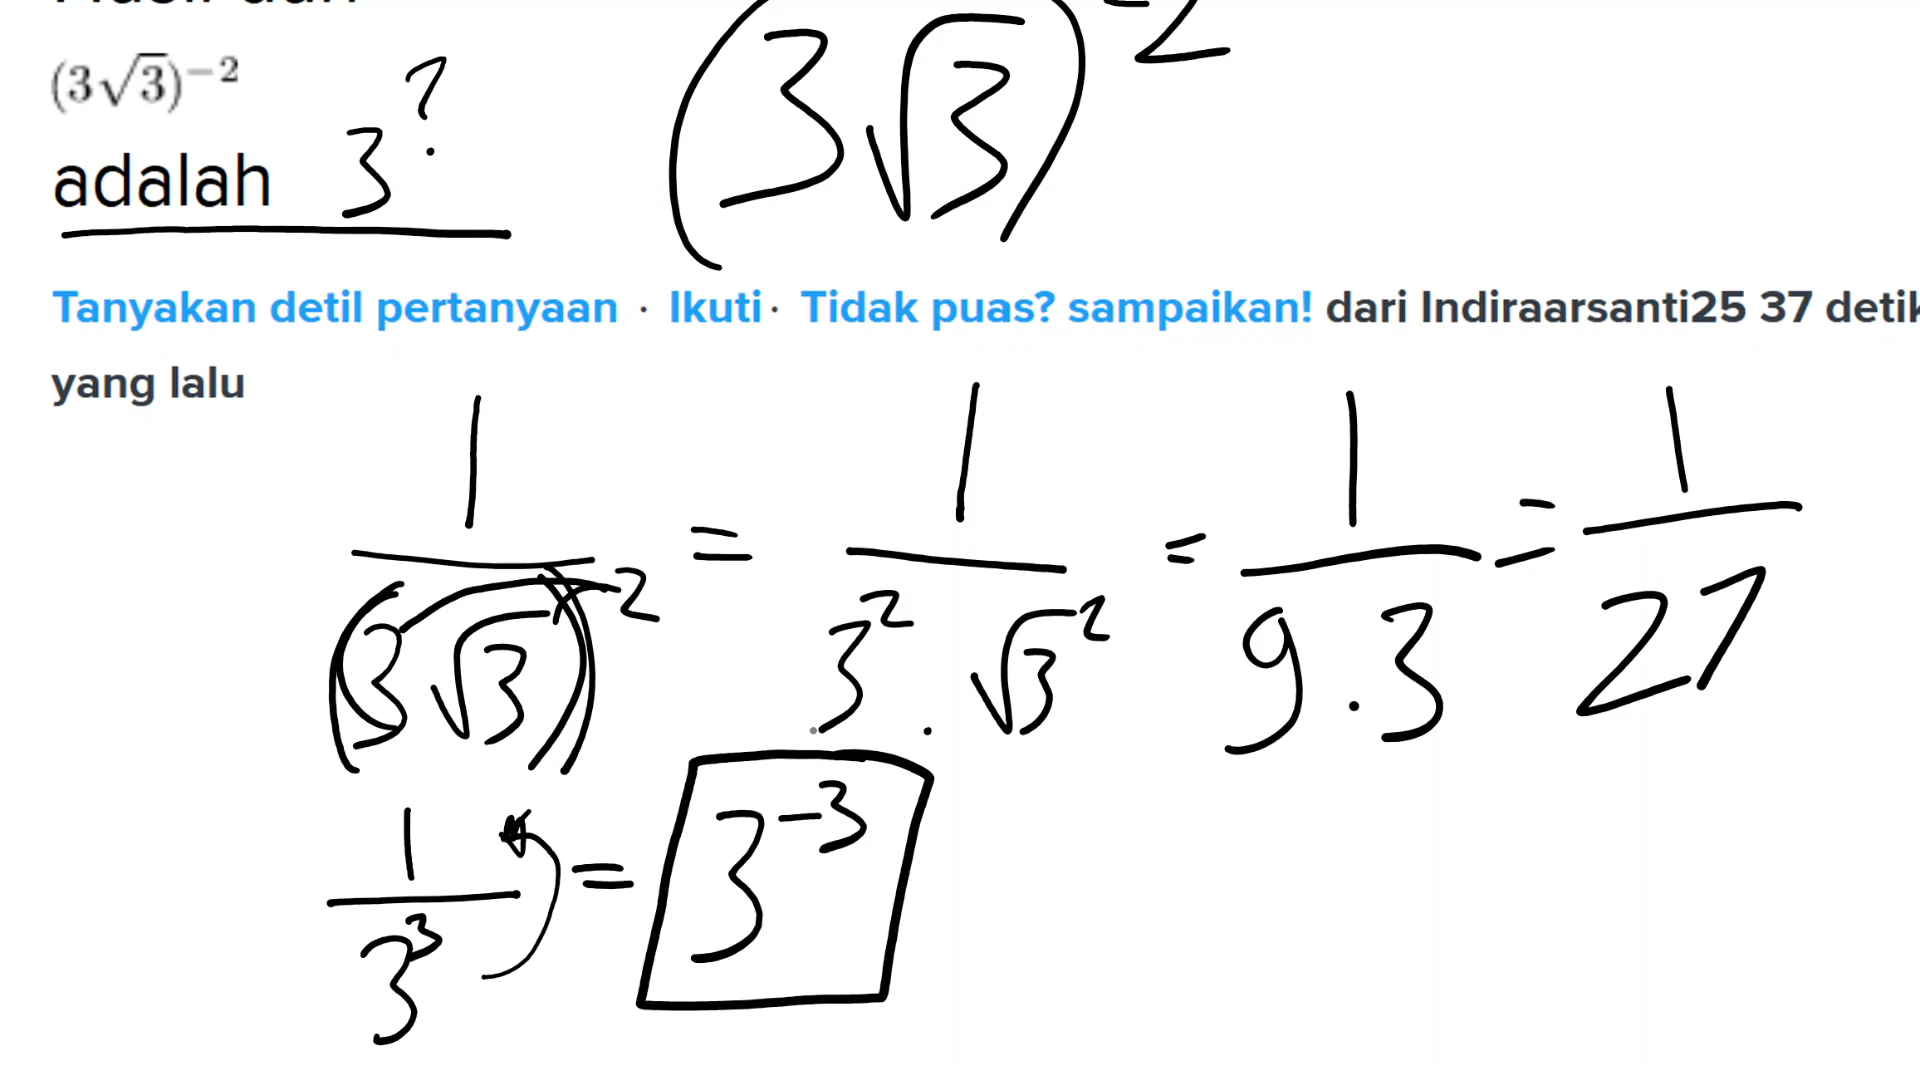 (3√3)⁻²
(3√3)⁻²
adalah 3^?
Tanyakan detil pertanyaan · Ikuti · Tidak puas? sampaikan! dari Indiraarsanti25 37 detik
yang lalu
1/(3√3)² = 1/3² . √3² = 1/9 . 3 = 1/27
1/3³ = 3⁻³